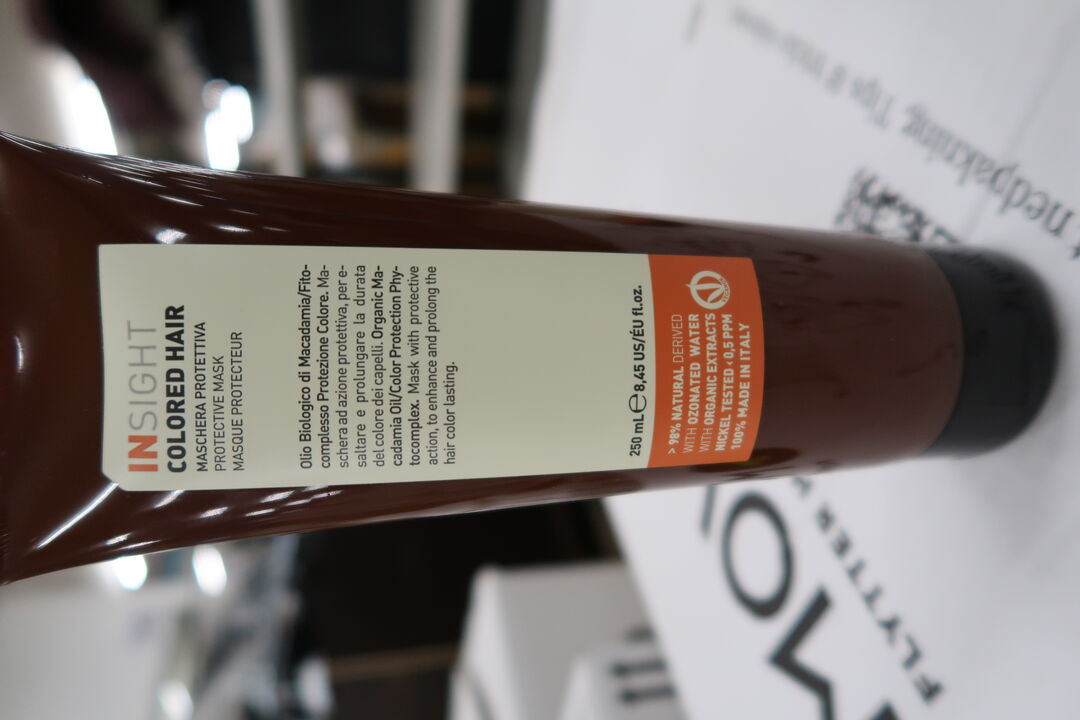 INSIGHT
COLORED HAIR
MASCHERA PROTETTIVA
PROTECTIVE MASK
MASQUE PROTECTEUR
Olio Biologico di Macadamia/Fito-
complesso Protezione Colore. Ma-
schera ad azione protettiva, per e-
saltare e prolungare la durata
del colore dei capelli. Organic Ma-
cadamia Oil/Color Protection Phy-
tocomplex. Mask with protective
action, to enhance and prolong the
hair color lasting.
250 mL℮8,45 US/ÉU fl.oz.
> 98% NATURAL DERIVED
WITH OZONATED WATER
WITH ORGANIC EXTRACTS
NICKEL TESTED < 0,5 PPM
100% MADE IN ITALY
nedpakning: Tips &
FLYTTER